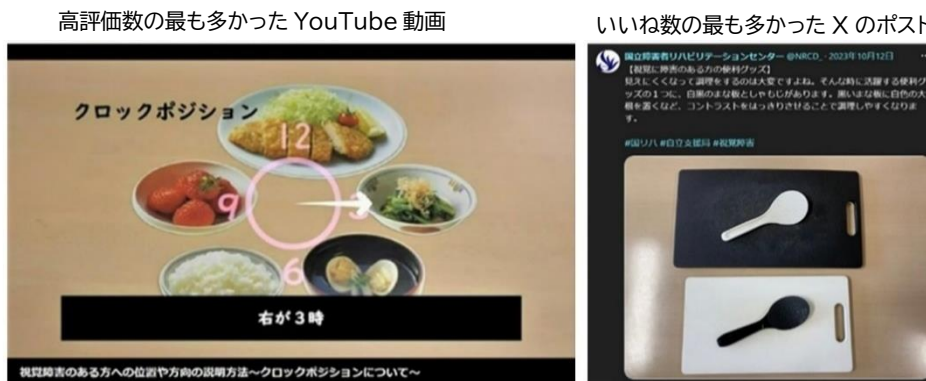 高評価数の最も多かった YouTube 動画
クロックポジション
12
9
3
6
右が3時
視覚障害のある方への位置や方向の説明方法～クロックポジションについて～
いいね数の最も多かった X のポスト
国立障害者リハビリテーションセンター @NRCD_・2023年10月12日
【視覚に障害のある方の便利グッズ】
見えにくくなって調理をするのは大変ですよね。そんな時に活躍する便利グ
ッズの１つに、白黒のまな板としゃもじがあります。黒いまな板に白色の大
根を置くなど、コントラストをはっきりさせることで調理しやすくなりま
す。
#国リハ #自立支援局 #視覚障害